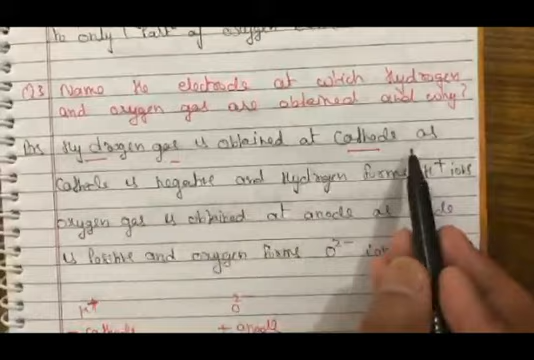 he only 1 Part of oxygen
Q3 Name the electrode at which Hydrogen
and oxygen gas are obtained and why?
Ans Hydrogen gas is obtained at cathode as
cathode is negative and Hydrogen forms H+ ions
oxygen gas is obtained at anode as
is Positive and oxygen forms O2-
H+ O2-
- cathode + anode